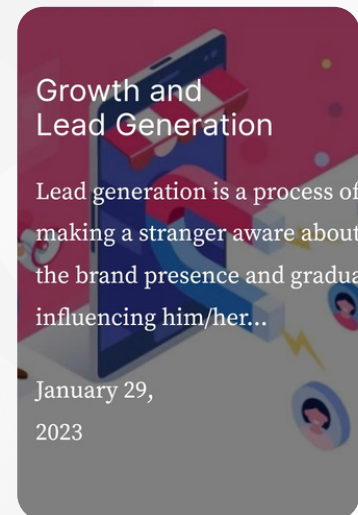 Growth and
Lead Generation
Lead generation is a process of
making a stranger aware about
the brand presence and gradua
influencing him/her...
January 29,
2023